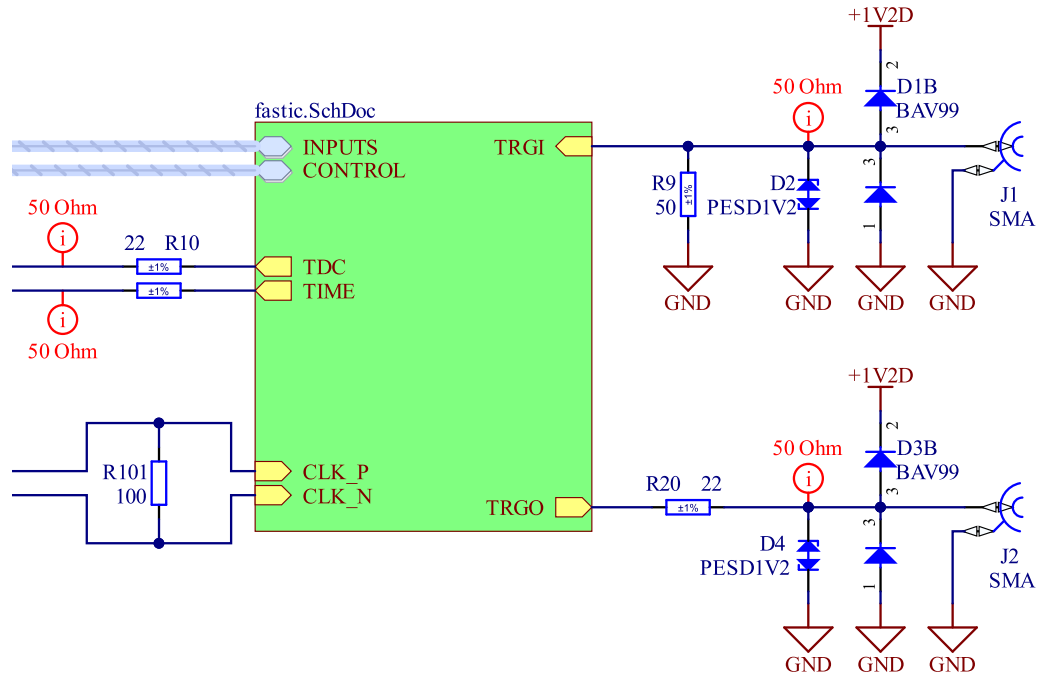 +1V2D
2
50 Ohm
i
D1B
BAV99
3
fastic.SchDoc
INPUTS
CONTROL
TRGI
3
R9
50
±1%
D2
PESD1V2
1
J1
SMA
50 Ohm
i
22 R10
±1%
TDC
±1%
TIME
i
50 Ohm
GND
GND
GND
GND
+1V2D
2
50 Ohm
i
D3B
BAV99
3
R101
100
CLK_P
CLK_N
TRGO
R20 22
±1%
3
D4
PESD1V2
1
J2
SMA
GND
GND
GND